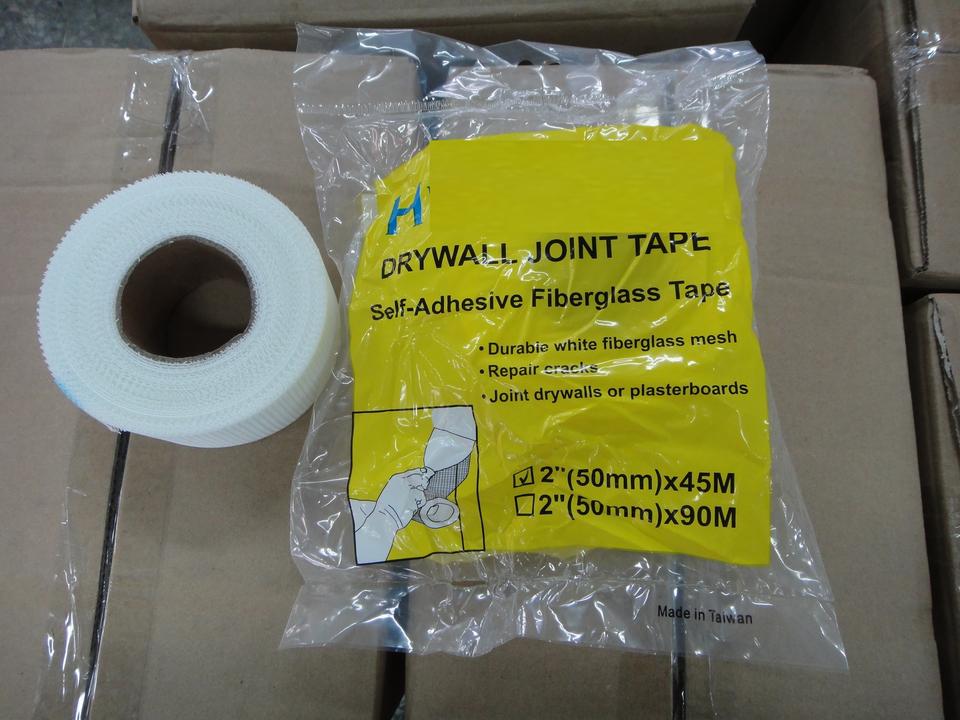 H
DRYWALL JOINT TAPE
Self-Adhesive Fiberglass Tape
• Durable white fiberglass mesh
• Repair cracks
• Joint drywalls or plasterboards
☑ 2"(50mm)x45M
☐ 2"(50mm)x90M
Made in Taiwan